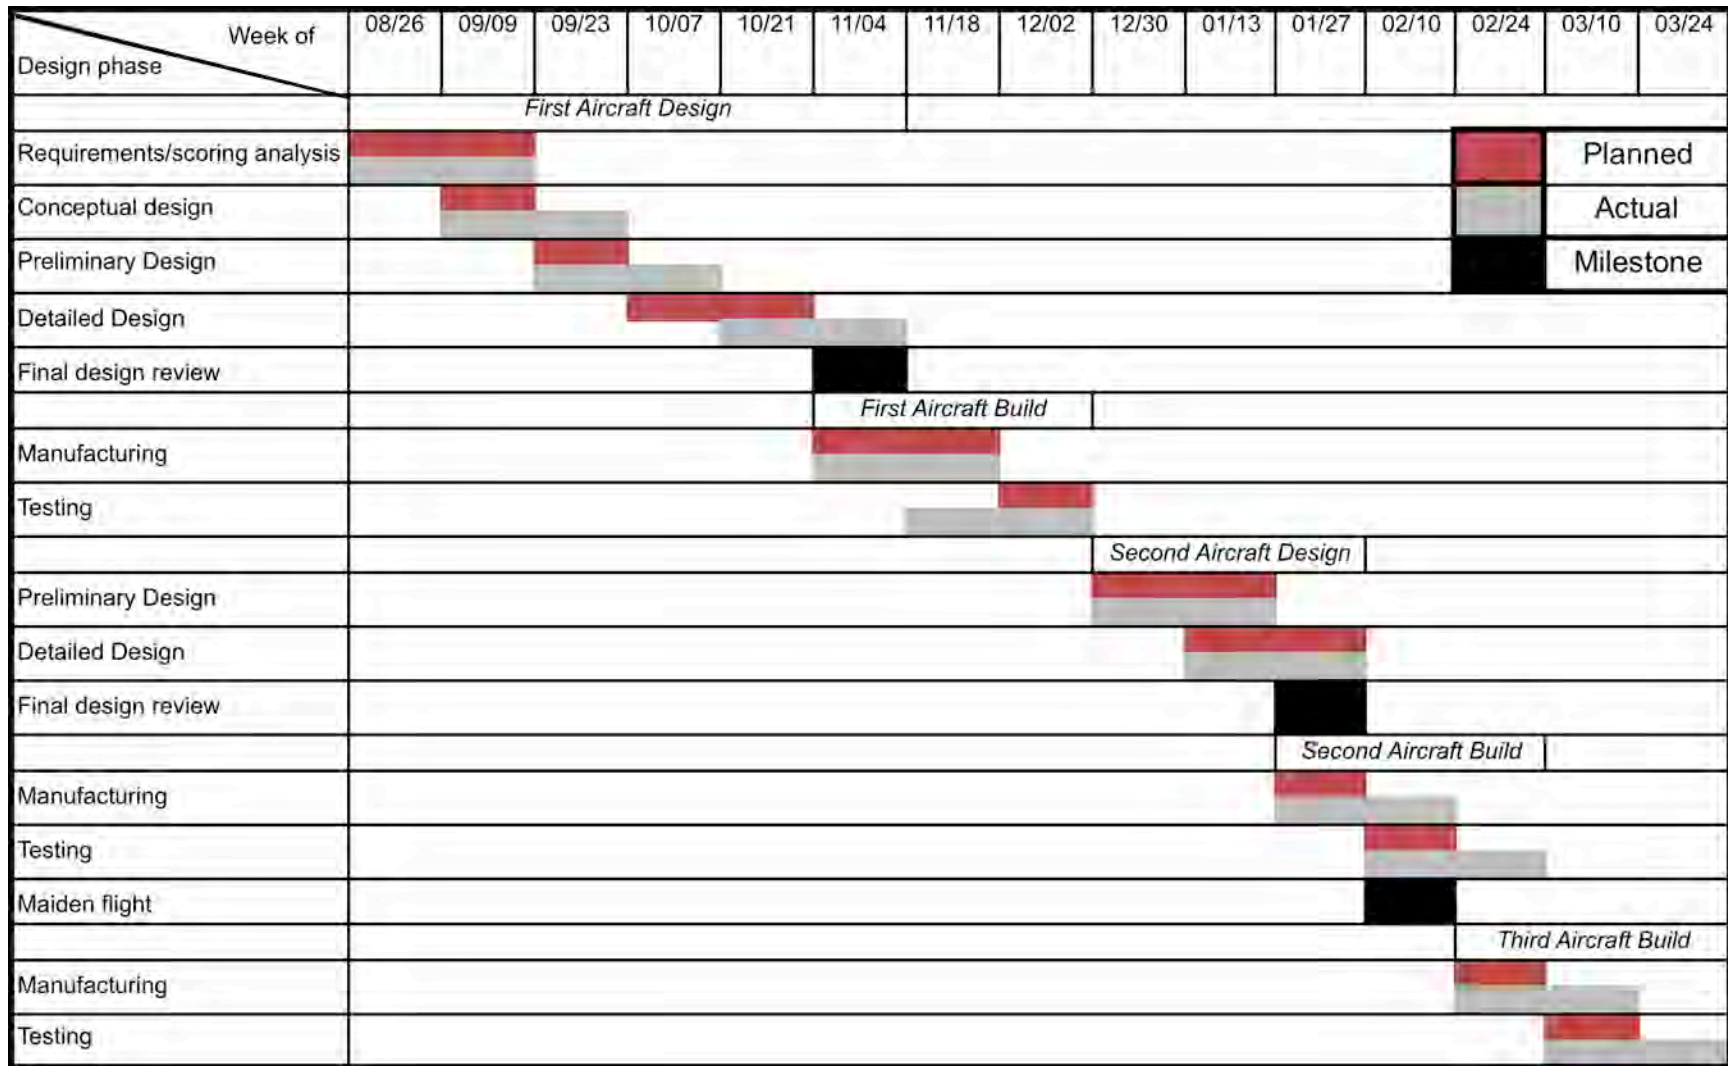 Week of
08/26 09/09 09/23 10/07 10/21 11/04 11/18 12/02 12/30 01/13 01/27 02/10 02/24 03/10 03/24
Design phase
First Aircraft Design
Requirements/scoring analysis
Planned
Conceptual design
Actual
Preliminary Design
Milestone
Detailed Design
Final design review
First Aircraft Build
Manufacturing
Testing
Second Aircraft Design
Preliminary Design
Detailed Design
Final design review
Second Aircraft Build
Manufacturing
Testing
Maiden flight
Third Aircraft Build
Manufacturing
Testing